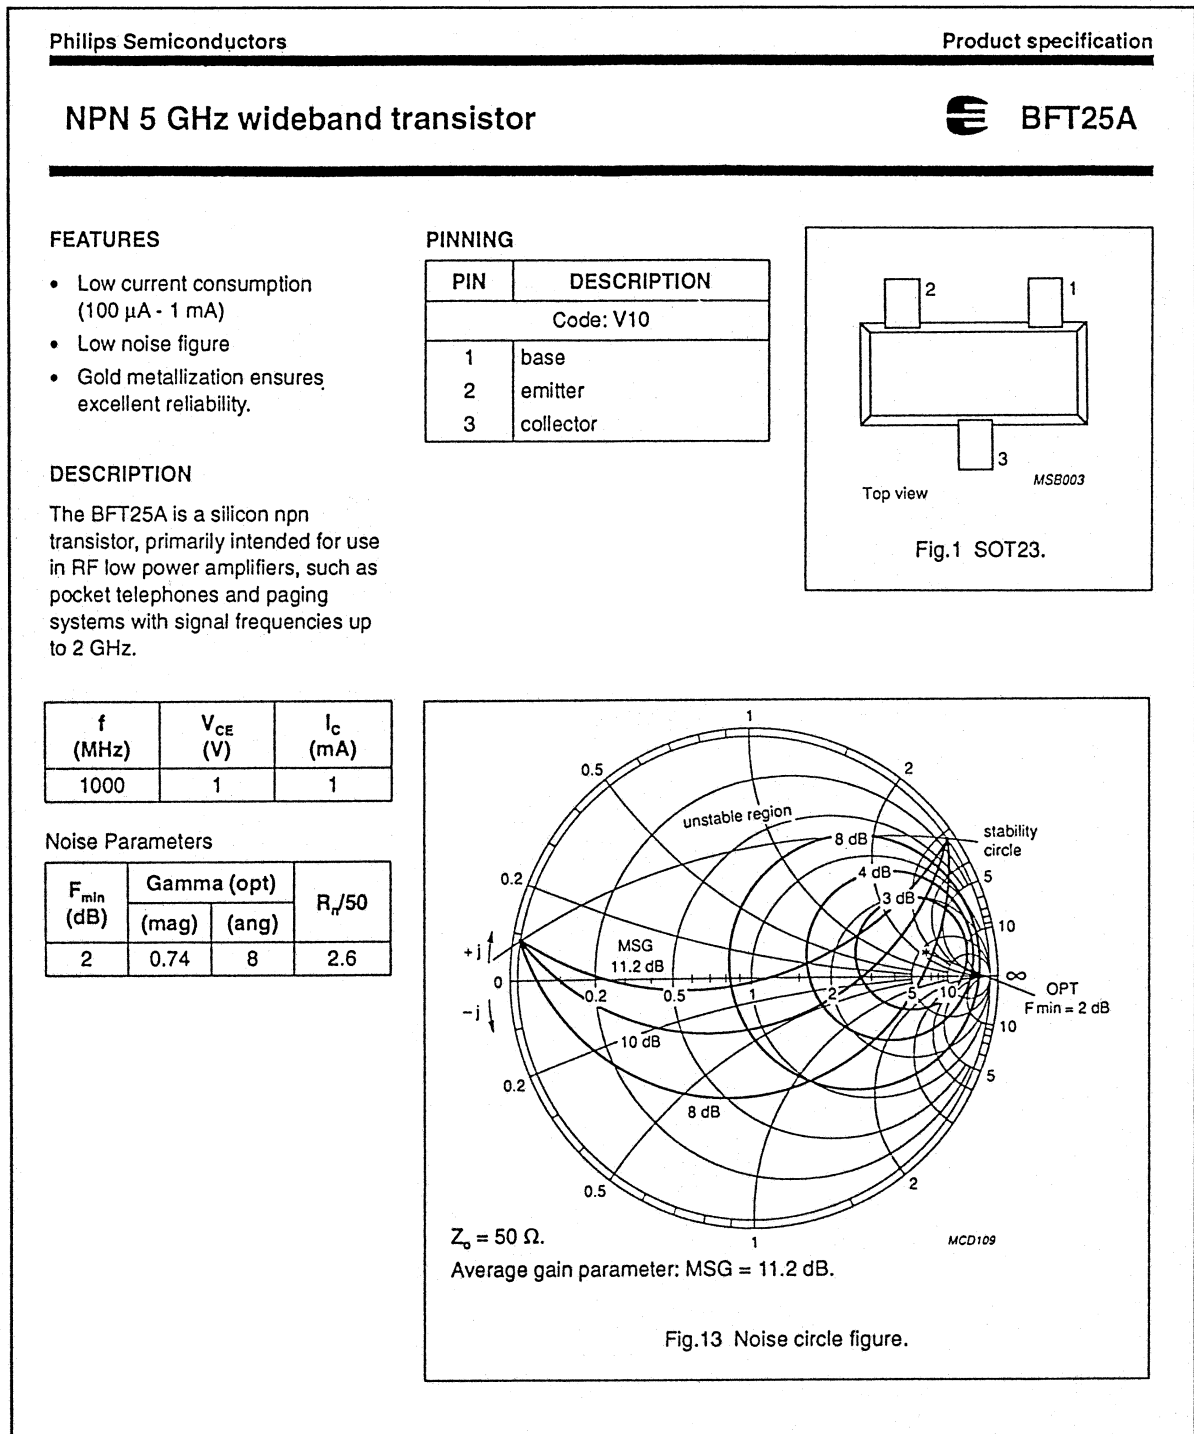 Philips Semiconductors
Product specification
NPN 5 GHz wideband transistor
BFT25A
FEATURES
• Low current consumption
(100 µA - 1 mA)
• Low noise figure
• Gold metallization ensures
excellent reliability.
DESCRIPTION
The BFT25A is a silicon npn
transistor, primarily intended for use
in RF low power amplifiers, such as
pocket telephones and paging
systems with signal frequencies up
to 2 GHz.
PINNING
PIN DESCRIPTION
Code: V10
1 base
2 emitter
3 collector
2
1
3
Top view
MSB003
Fig.1 SOT23.
f (MHz) V_CE (V) I_C (mA)
1000 1 1
Noise Parameters
F_min (dB) Gamma (opt) R_n/50
(mag) (ang)
2 0.74 8 2.6
1
0.5
2
unstable region
8 dB
stability
circle
4 dB
5
0.2
3 dB
10
+j
MSG
11.2 dB
0
0.2
0.5
1
2
5
10
∞
OPT
Fmin = 2 dB
–j
10
10 dB
0.2
5
8 dB
0.5
2
1
MCD109
Z_o = 50 Ω.
Average gain parameter: MSG = 11.2 dB.
Fig.13 Noise circle figure.